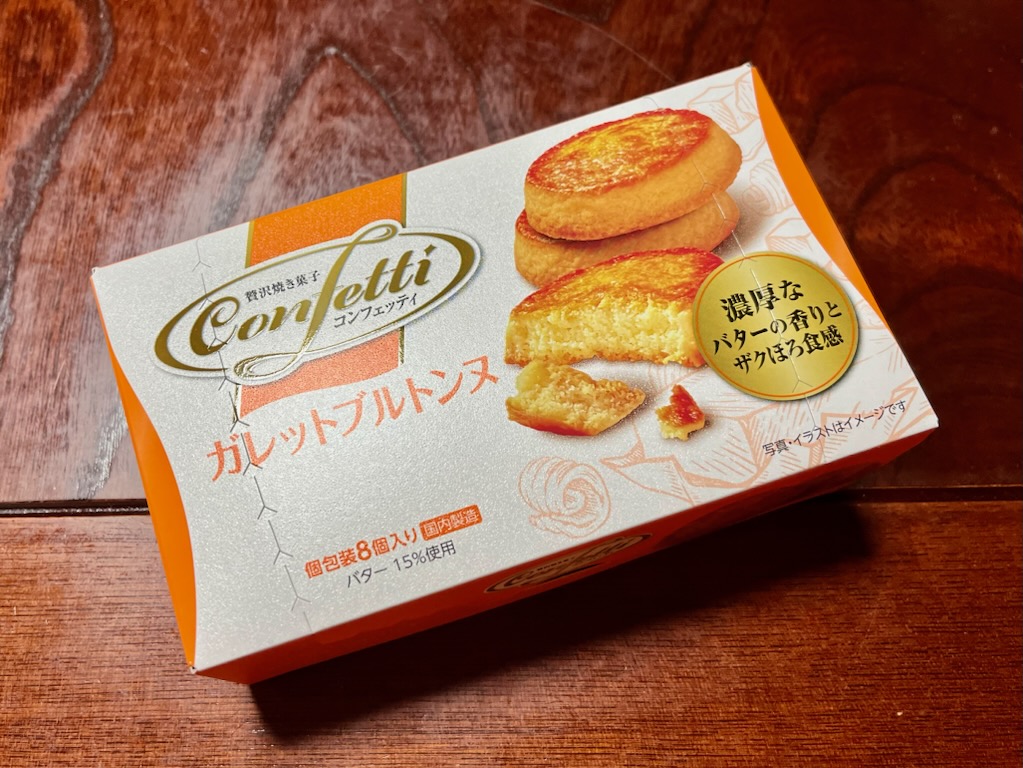 贅沢焼き菓子
Confetti
コンフェッティ
ガレットブルトンヌ
濃厚な
バターの香りと
ザクほろ食感
写真・イラストはイメージです
個包装8個入り 国内製造
バター 15%使用